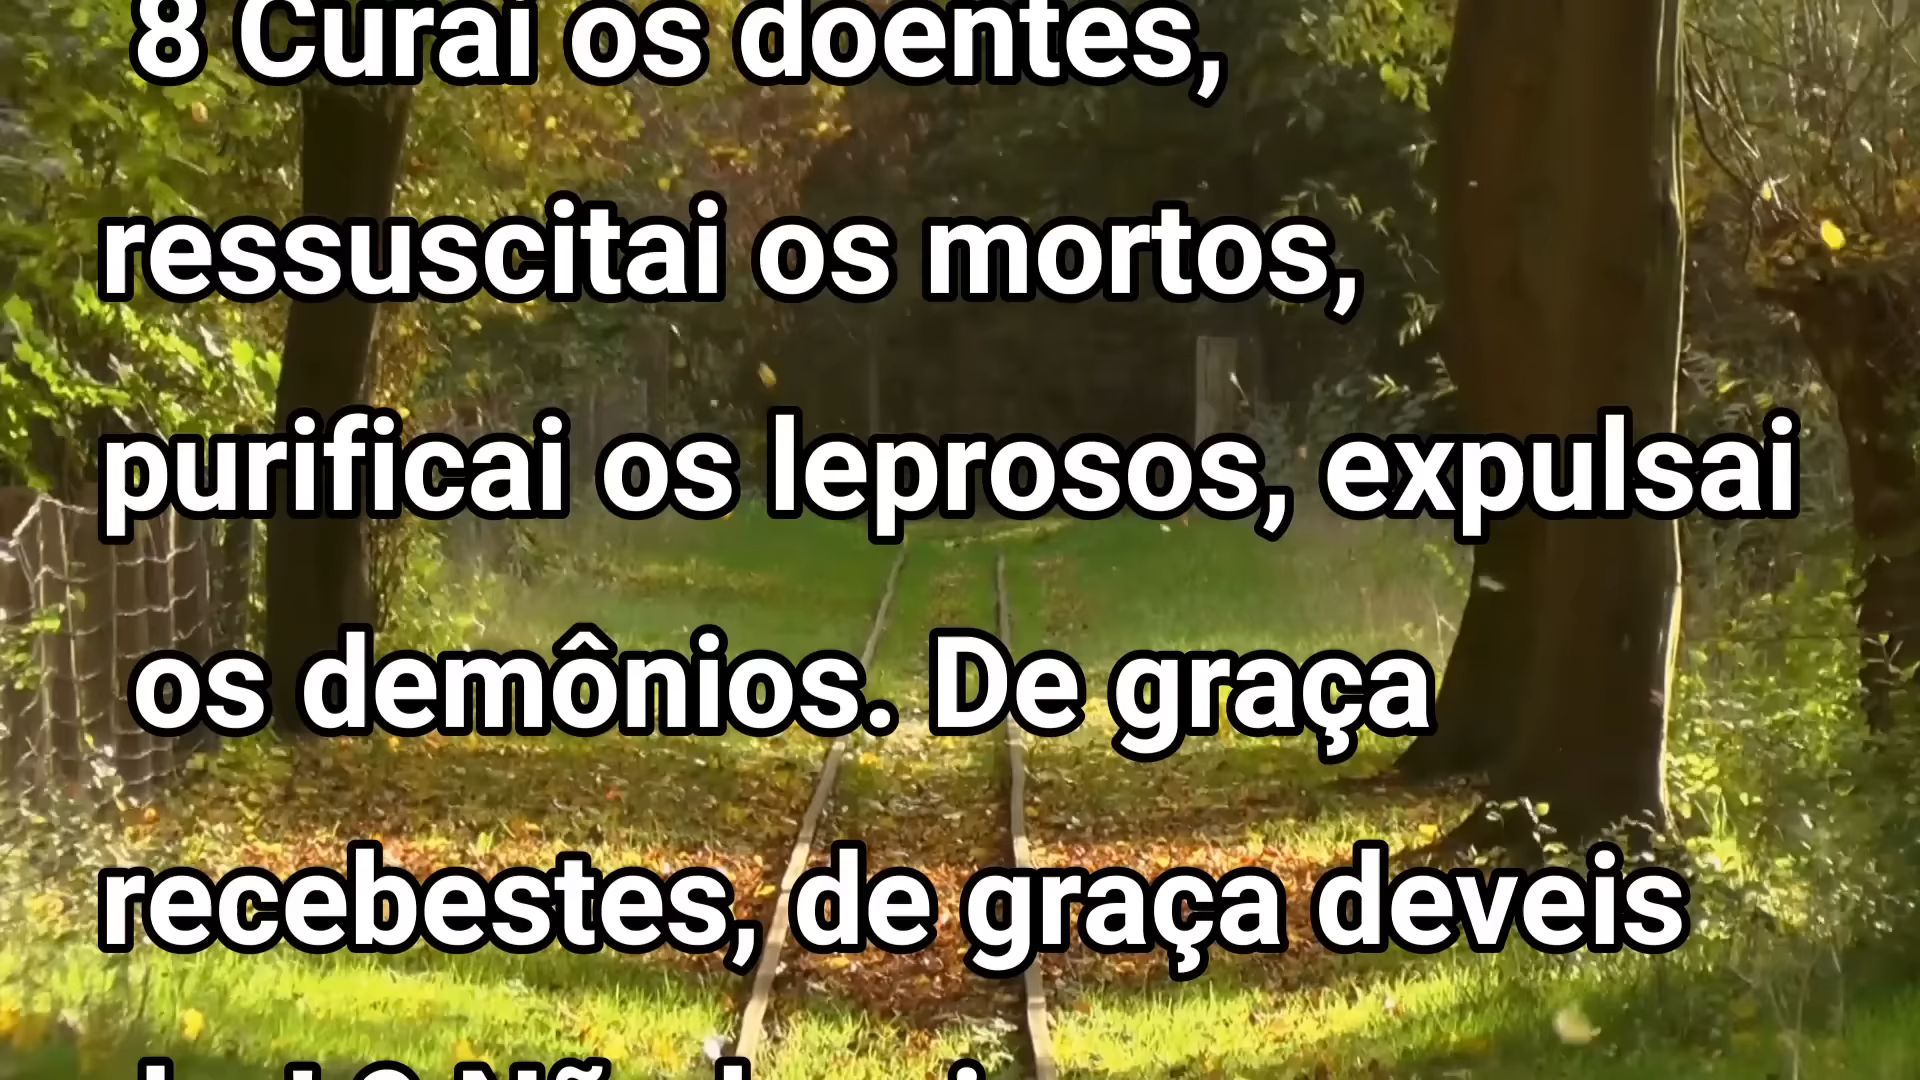 8 Curai os doentes,
ressuscitai os mortos,
purificai os leprosos, expulsai
os demônios. De graça
recebestes, de graça deveis